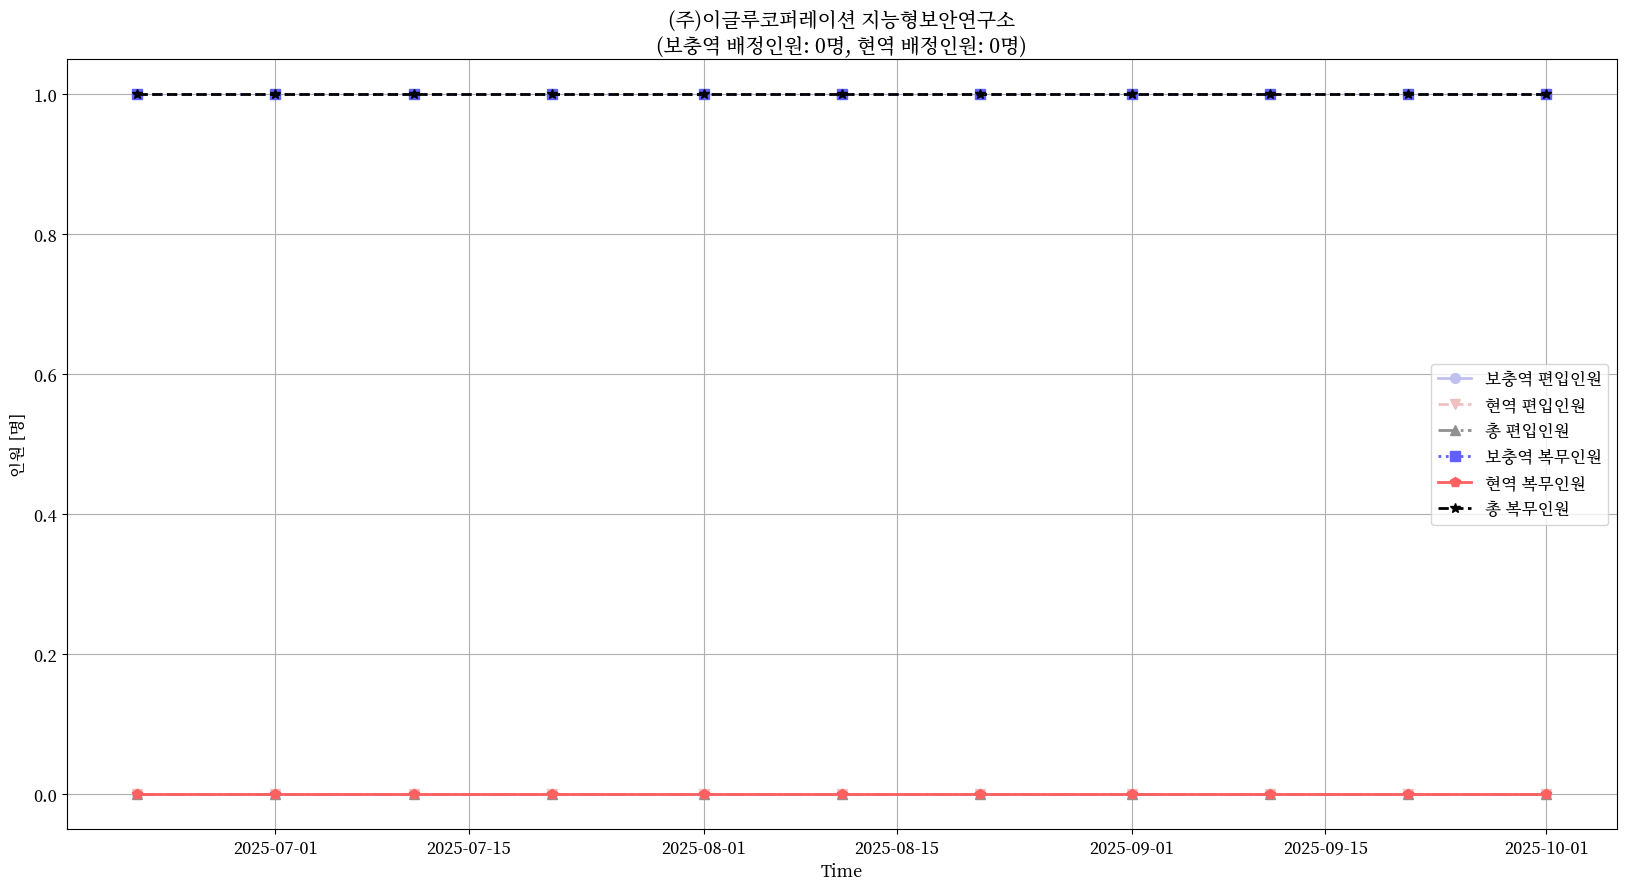 (주)이글루코퍼레이션 지능형보안연구소
(보충역 배정인원: 0명, 현역 배정인원: 0명)
1.0
0.8
0.6
0.4
0.2
0.0
인원 [명]
보충역 편입인원
현역 편입인원
총 편입인원
보충역 복무인원
현역 복무인원
총 복무인원
2025-07-01
2025-07-15
2025-08-01
2025-08-15
2025-09-01
2025-09-15
2025-10-01
Time